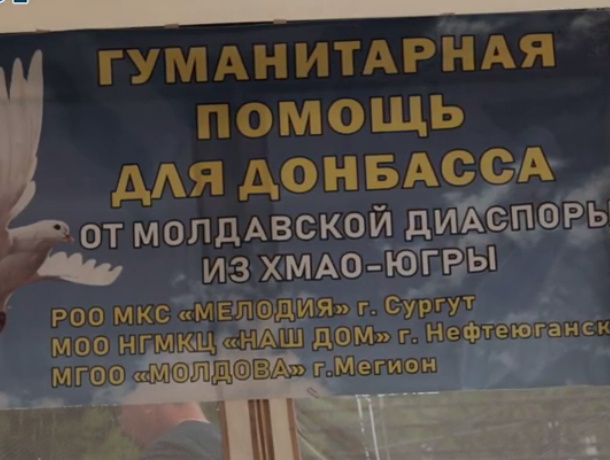 ГУМАНИТАРНАЯ
ПОМОЩЬ
ДЛЯ ДОНБАССА
ОТ МОЛДАВСКОЙ ДИАСПОРЫ
ИЗ ХМАО-ЮГРЫ
РОО МКС «МЕЛОДИЯ» г. Сургут
МОО НГМКЦ «НАШ ДОМ» г. Нефтеюганск
МГОО «МОЛДОВА» г.Мегион